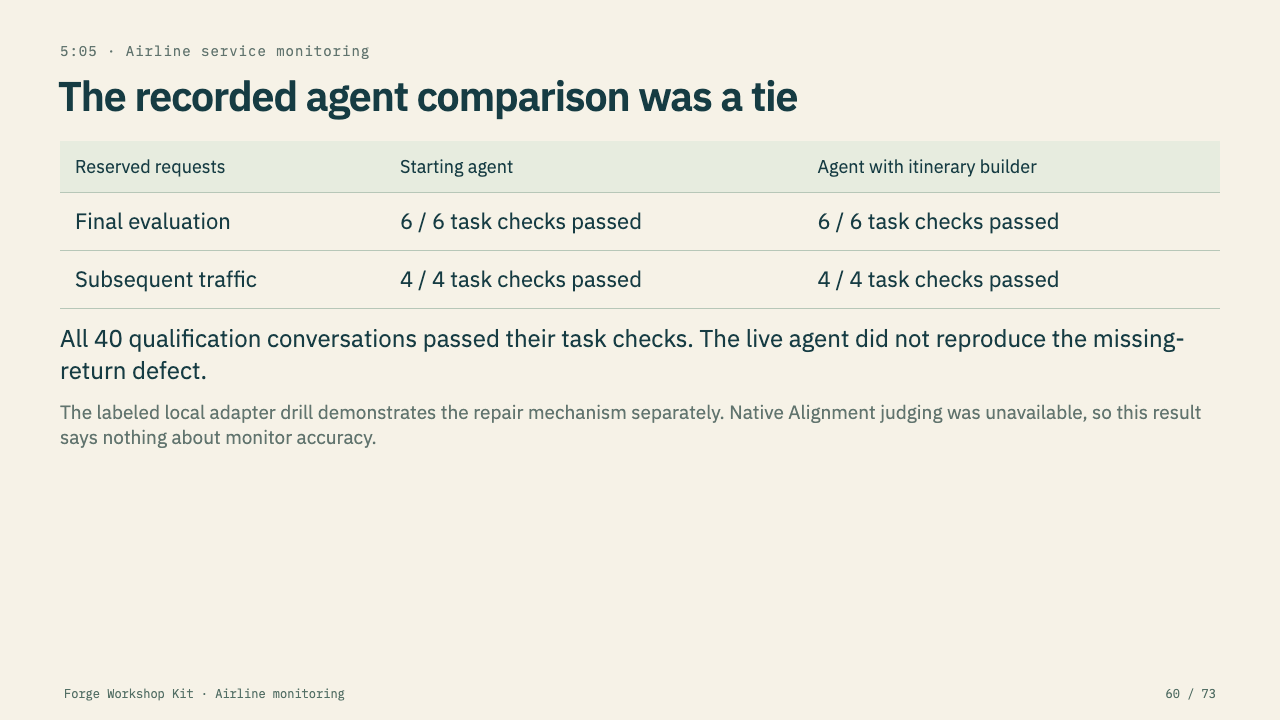 5:05 · Airline service monitoring
The recorded agent comparison was a tie
Reserved requests Starting agent Agent with itinerary builder
Final evaluation 6 / 6 task checks passed 6 / 6 task checks passed
Subsequent traffic 4 / 4 task checks passed 4 / 4 task checks passed
All 40 qualification conversations passed their task checks. The live agent did not reproduce the missing-
return defect.
The labeled local adapter drill demonstrates the repair mechanism separately. Native Alignment judging was unavailable, so this result
says nothing about monitor accuracy.
Forge Workshop Kit · Airline monitoring 60 / 73